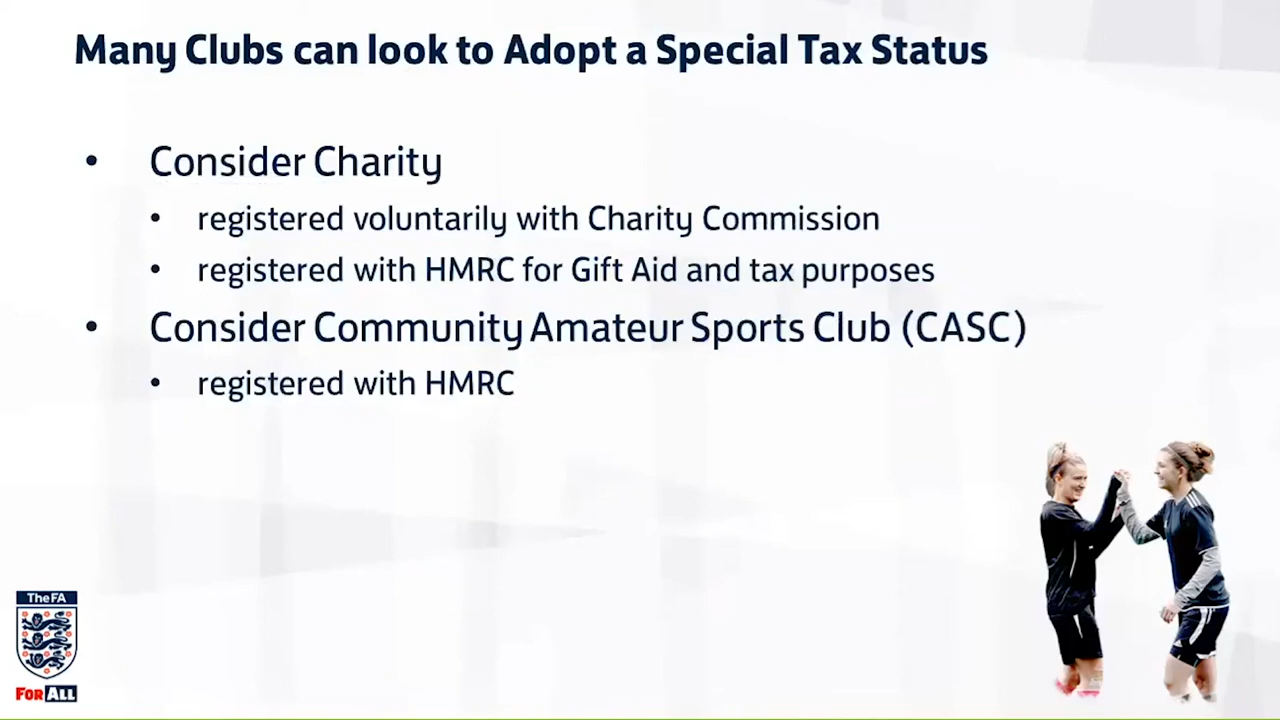 Many Clubs can look to Adopt a Special Tax Status
• Consider Charity
• registered voluntarily with Charity Commission
• registered with HMRC for Gift Aid and tax purposes
• Consider Community Amateur Sports Club (CASC)
• registered with HMRC
The FA
FOR ALL